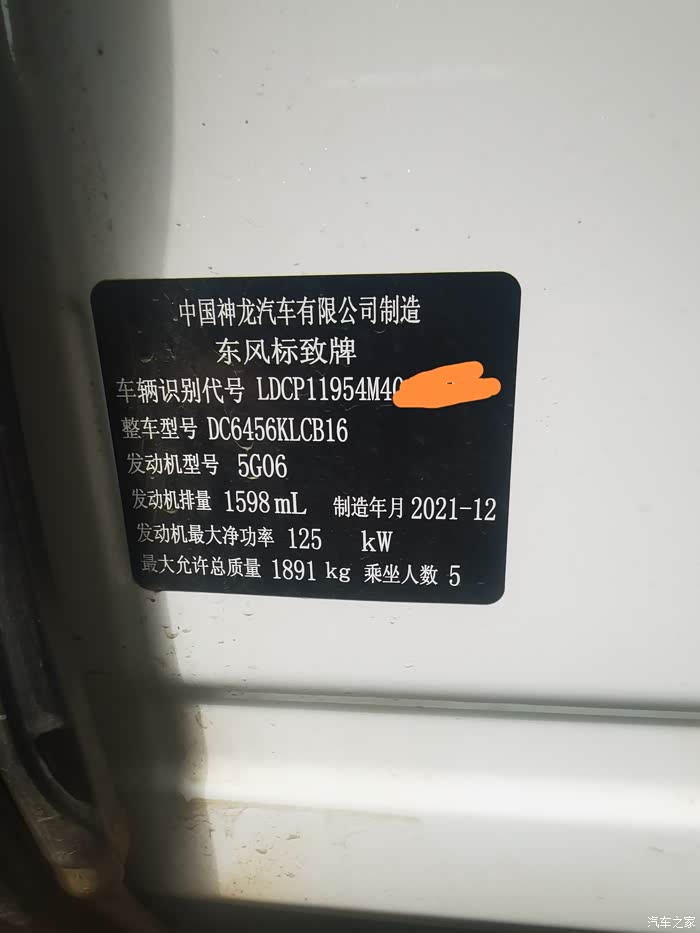 中国神龙汽车有限公司制造
东风标致牌
车辆识别代号 LDCP11954M4
整车型号 DC6456KLCB16
发动机型号 5G06
发动机排量 1598 mL 制造年月 2021-12
发动机最大净功率 125 kW
最大允许总质量 1891 kg 乘坐人数 5
汽车之家